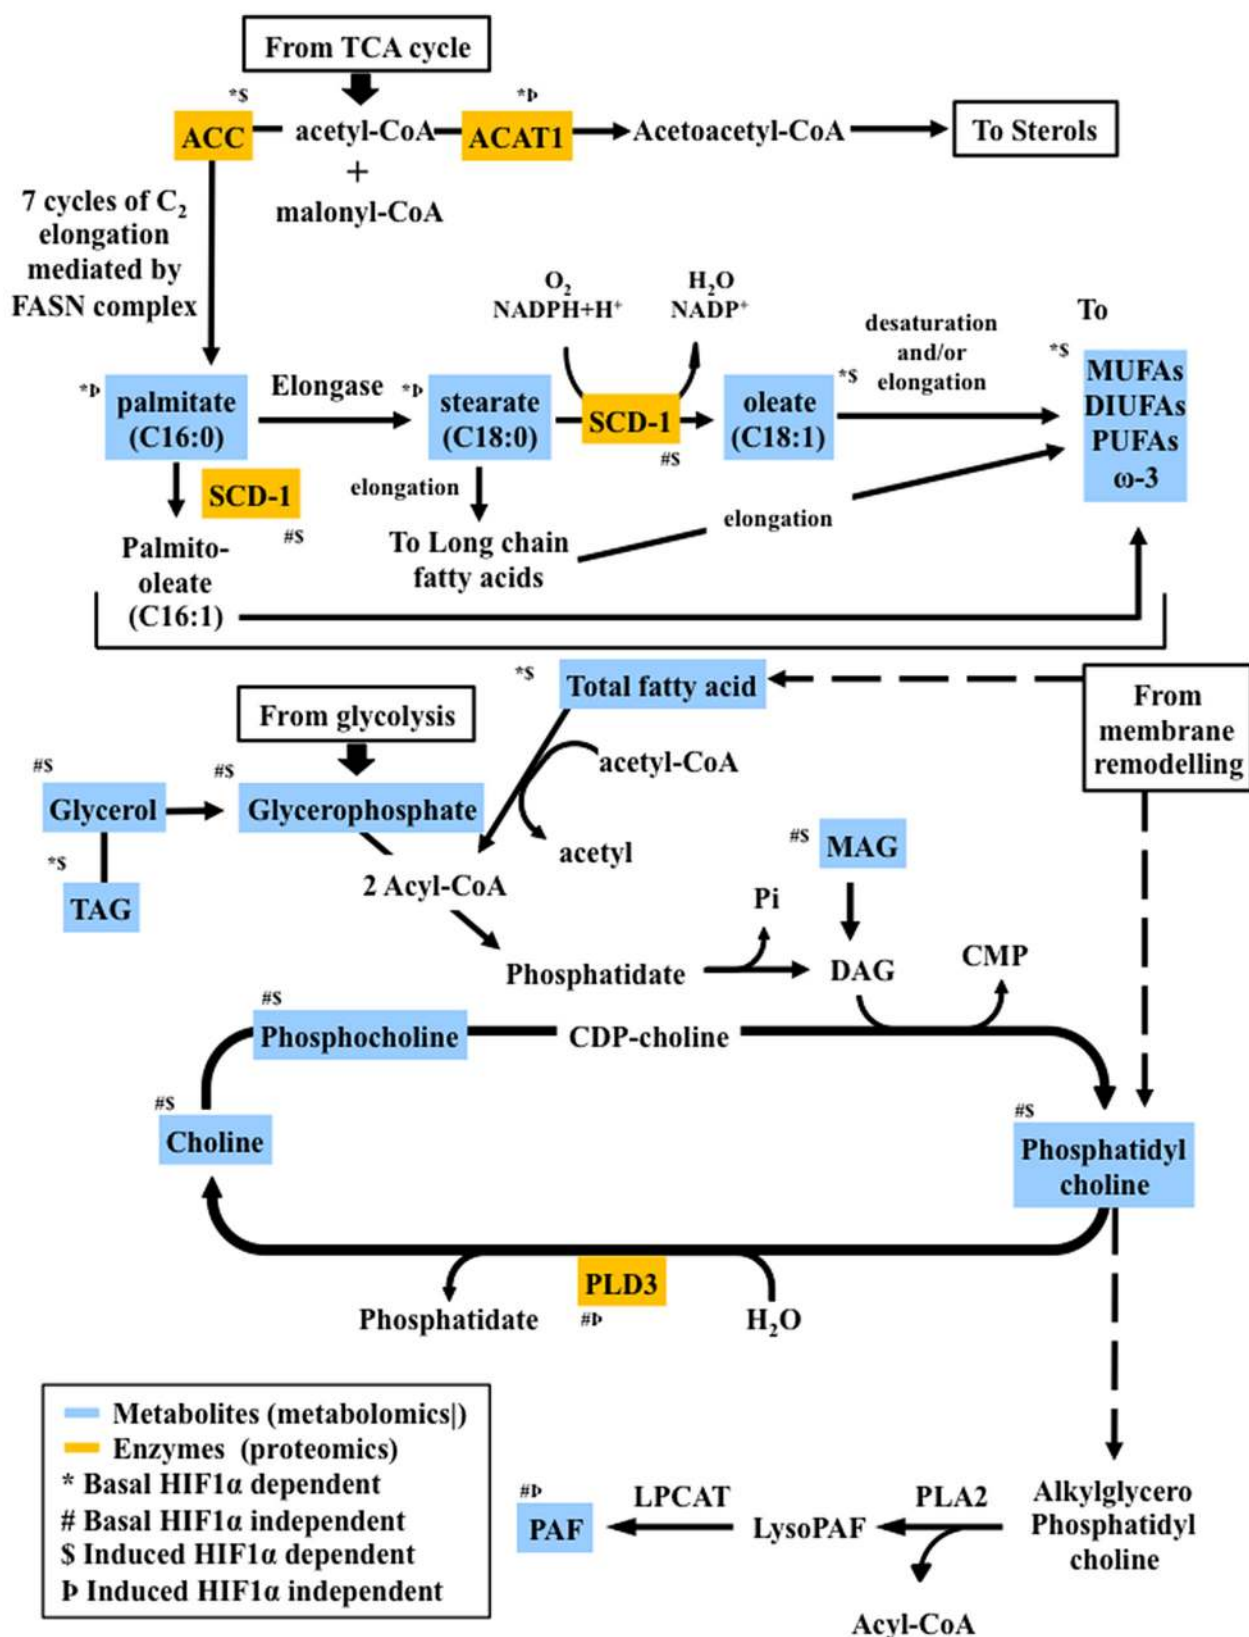 From TCA cycle
*$
*Þ
ACC
acetyl-CoA
ACAT1
Acetoacetyl-CoA
To Sterols
+
malonyl-CoA
7 cycles of C₂
elongation
mediated by
FASN complex
O₂
NADPH+H⁺
H₂O
NADP⁺
desaturation
and/or
elongation
To
*Þ
palmitate
(C16:0)
Elongase
*Þ
stearate
(C18:0)
SCD-1
#$
oleate
(C18:1)
*$
*$
MUFAs
DIUFAs
PUFAs
ω-3
SCD-1
#$
elongation
elongation
Palmito-
oleate
(C16:1)
To Long chain
fatty acids
*$
Total fatty acid
From
membrane
remodelling
From glycolysis
acetyl-CoA
#$
Glycerol
#$
Glycerophosphate
acetyl
#$
MAG
*$
TAG
2 Acyl-CoA
Pi
Phosphatidate
DAG
CMP
#$
Phosphocholine
CDP-choline
#$
Choline
#$
Phosphatidyl
choline
PLD3
#Þ
Phosphatidate
H₂O
Metabolites (metabolomics|)
Enzymes (proteomics)
* Basal HIF1α dependent
# Basal HIF1α independent
$ Induced HIF1α dependent
Þ Induced HIF1α independent
#Þ
PAF
LPCAT
LysoPAF
PLA2
Alkylglycero
Phosphatidyl
choline
Acyl-CoA